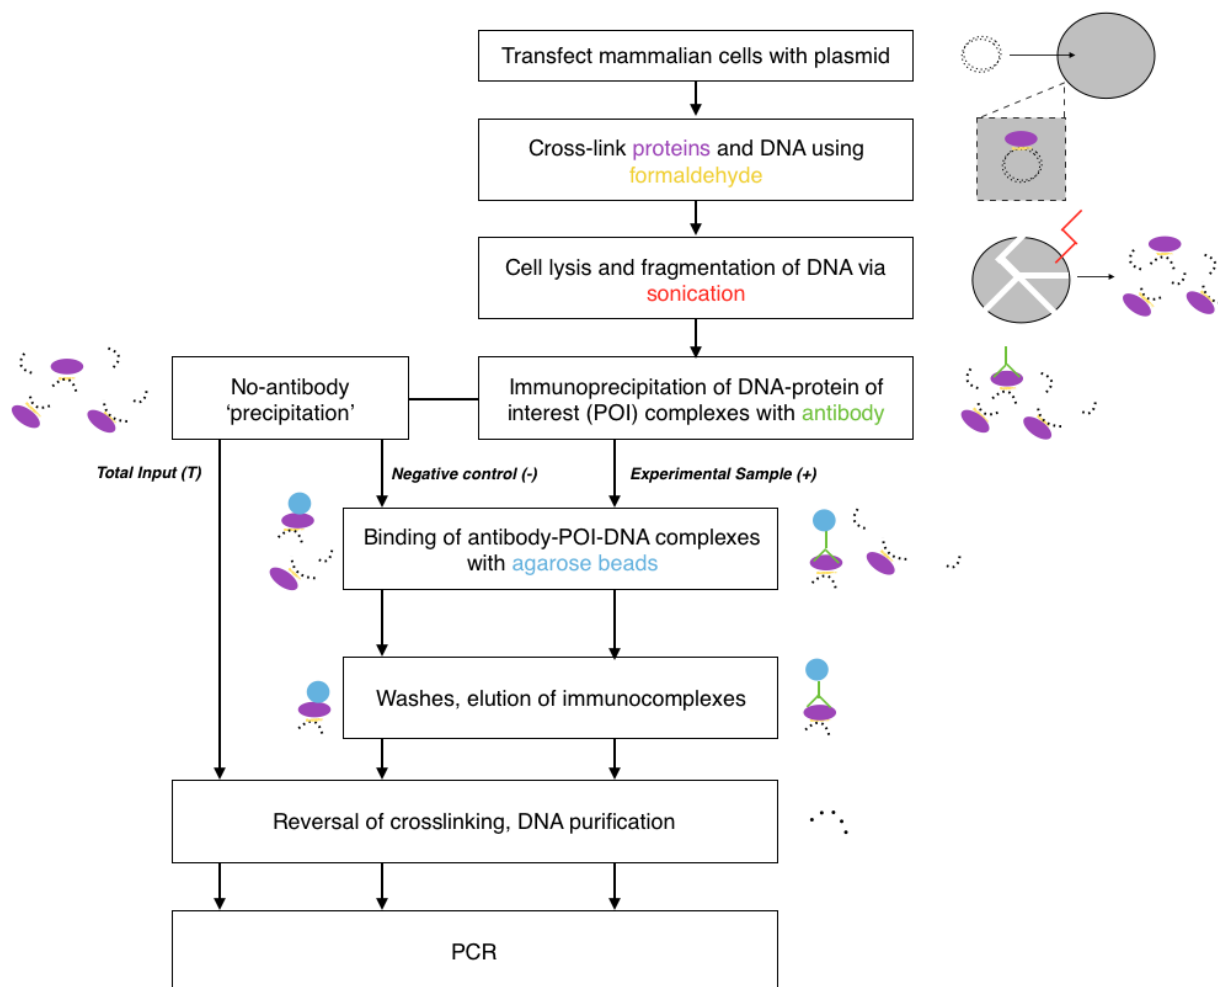 Transfect mammalian cells with plasmid
Cross-link proteins and DNA using
formaldehyde
Cell lysis and fragmentation of DNA via
sonication
No-antibody
‘precipitation’
Immunoprecipitation of DNA-protein of
interest (POI) complexes with antibody
Total Input (T)
Negative control (-)
Experimental Sample (+)
Binding of antibody-POI-DNA complexes
with agarose beads
Washes, elution of immunocomplexes
Reversal of crosslinking, DNA purification
PCR